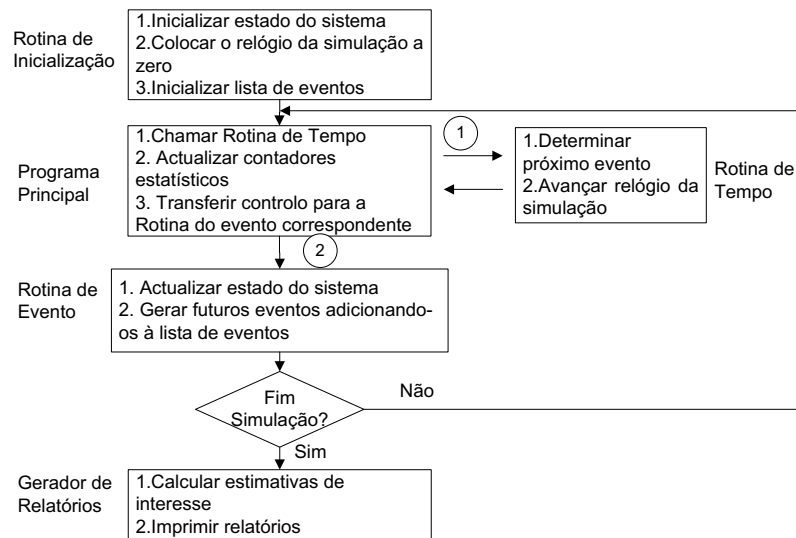 Rotina de
Inicialização
1.Inicializar estado do sistema
2.Colocar o relógio da simulação a
zero
3.Inicializar lista de eventos
Programa
Principal
1.Chamar Rotina de Tempo
2. Actualizar contadores
estatísticos
3. Transferir controlo para a
Rotina do evento correspondente
1
1.Determinar
próximo evento
2.Avançar relógio da
simulação
Rotina de
Tempo
2
Rotina de
Evento
1. Actualizar estado do sistema
2. Gerar futuros eventos adicionando-
os à lista de eventos
Fim
Simulação?
Não
Sim
Gerador de
Relatórios
1.Calcular estimativas de
interesse
2.Imprimir relatórios